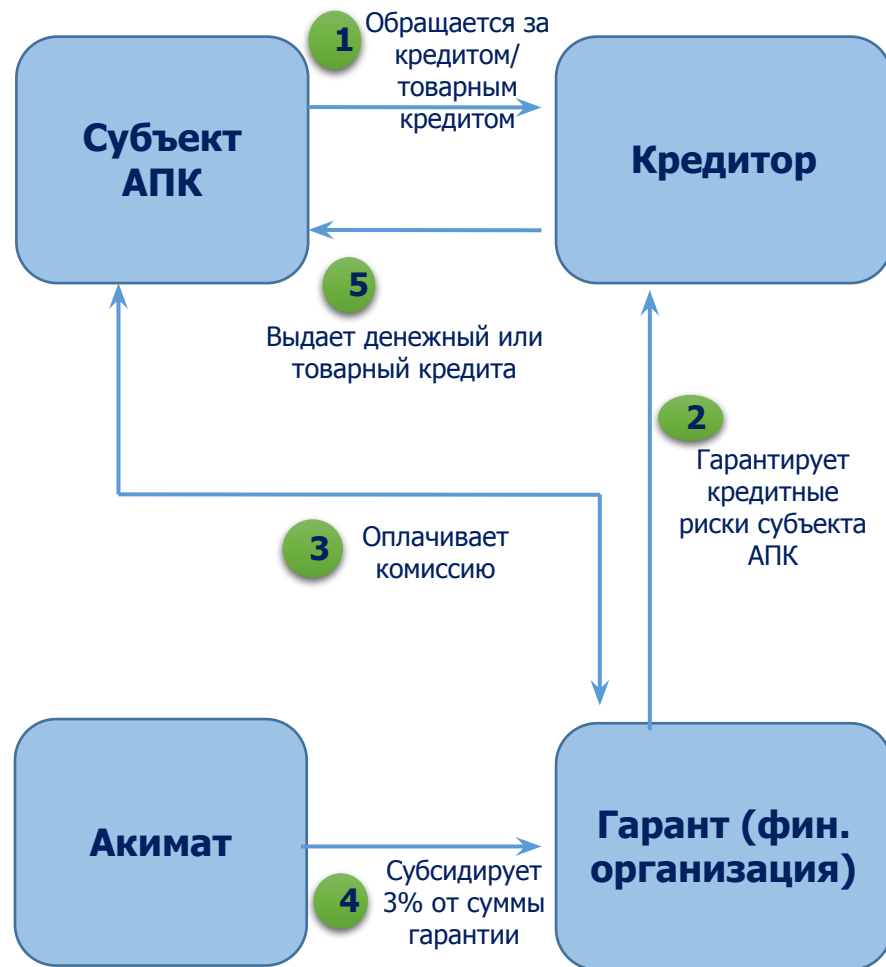 1
Обращается за
кредитом/
товарным
кредитом
Субъект
АПК
Кредитор
5
Выдает денежный или
товарный кредита
2
Гарантирует
кредитные
риски субъекта
АПК
3
Оплачивает
комиссию
Акимат
Гарант (фин.
организация)
4
Субсидирует
3% от суммы
гарантии